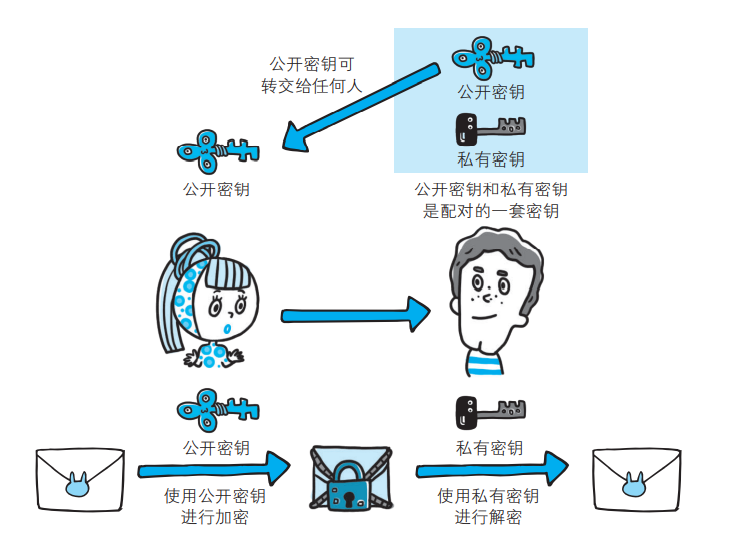 公开密钥可
转交给任何人
公开密钥
私有密钥
公开密钥
公开密钥和私有密钥
是配对的一套密钥
公开密钥
私有密钥
使用公开密钥
进行加密
使用私有密钥
进行解密